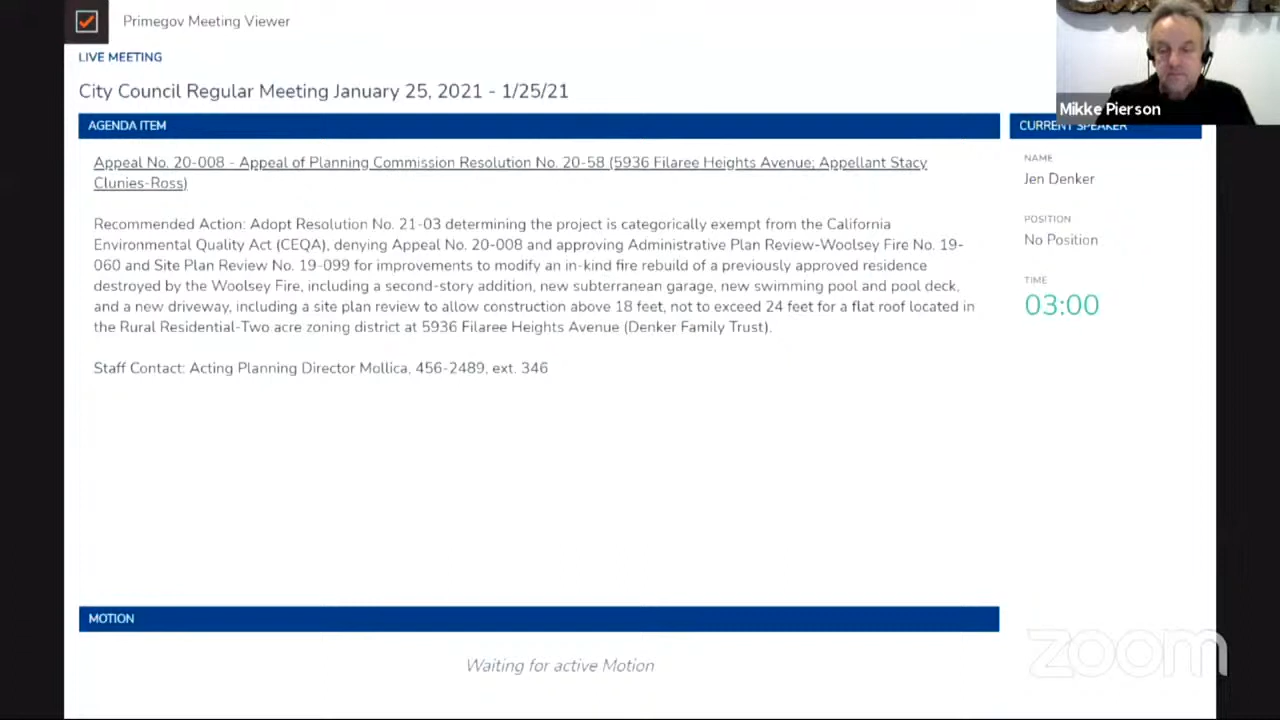 Primegov Meeting Viewer
LIVE MEETING
City Council Regular Meeting January 25, 2021 - 1/25/21
Mikke Pierson
AGENDA ITEM
CURRENT SPEAKER
Appeal No. 20-008 - Appeal of Planning Commission Resolution No. 20-58 (5936 Filaree Heights Avenue; Appellant Stacy
Clunies-Ross)
NAME
Jen Denker
Recommended Action: Adopt Resolution No. 21-03 determining the project is categorically exempt from the California
Environmental Quality Act (CEQA), denying Appeal No. 20-008 and approving Administrative Plan Review-Woolsey Fire No. 19-
060 and Site Plan Review No. 19-099 for improvements to modify an in-kind fire rebuild of a previously approved residence
destroyed by the Woolsey Fire, including a second-story addition, new subterranean garage, new swimming pool and pool deck,
and a new driveway, including a site plan review to allow construction above 18 feet, not to exceed 24 feet for a flat roof located in
the Rural Residential-Two acre zoning district at 5936 Filaree Heights Avenue (Denker Family Trust).
POSITION
No Position
TIME
03:00
Staff Contact: Acting Planning Director Mollica, 456-2489, ext. 346
MOTION
Waiting for active Motion
zoom